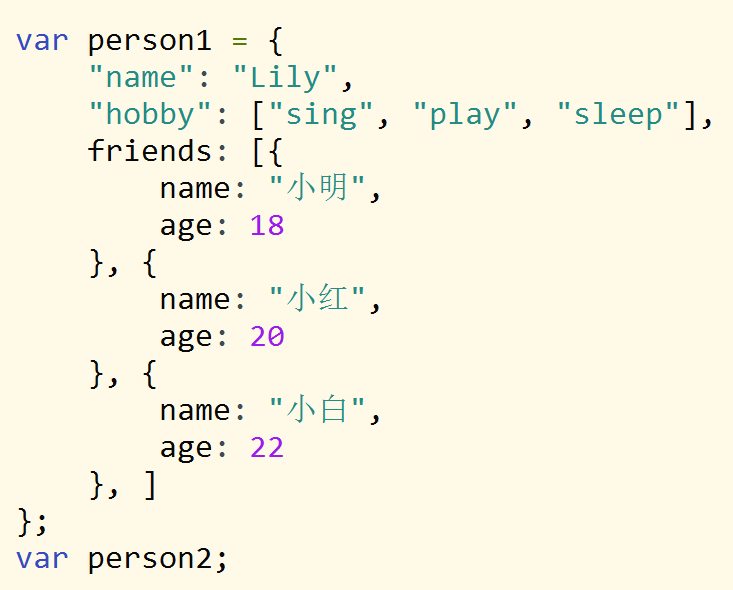 var person1 = {
    "name": "Lily",
    "hobby": ["sing", "play", "sleep"],
    friends: [{
        name: "小明",
        age: 18
    }, {
        name: "小红",
        age: 20
    }, {
        name: "小白",
        age: 22
    }, ]
};
var person2;